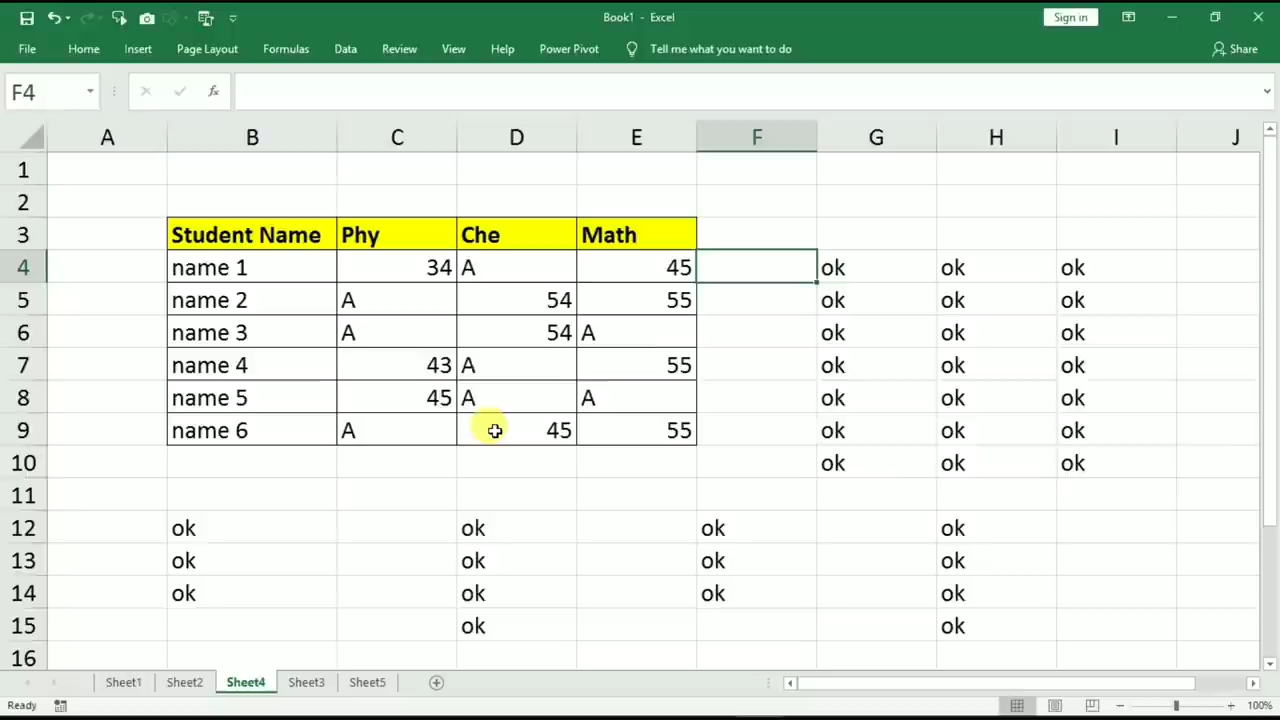 Book1 - Excel
Sign in
File Home Insert Page Layout Formulas Data Review View Help Power Pivot Tell me what you want to do Share
F4 fx
A B C D E F G H I J
1
2
3 Student Name Phy Che Math
4 name 1 34 A 45 ok ok ok
5 name 2 A 54 55 ok ok ok
6 name 3 A 54 A ok ok ok
7 name 4 43 A 55 ok ok ok
8 name 5 45 A A ok ok ok
9 name 6 A 45 55 ok ok ok
10 ok ok ok
11
12 ok ok ok ok
13 ok ok ok ok
14 ok ok ok ok
15 ok ok
16
Sheet1 Sheet2 Sheet4 Sheet3 Sheet5
Ready 100%